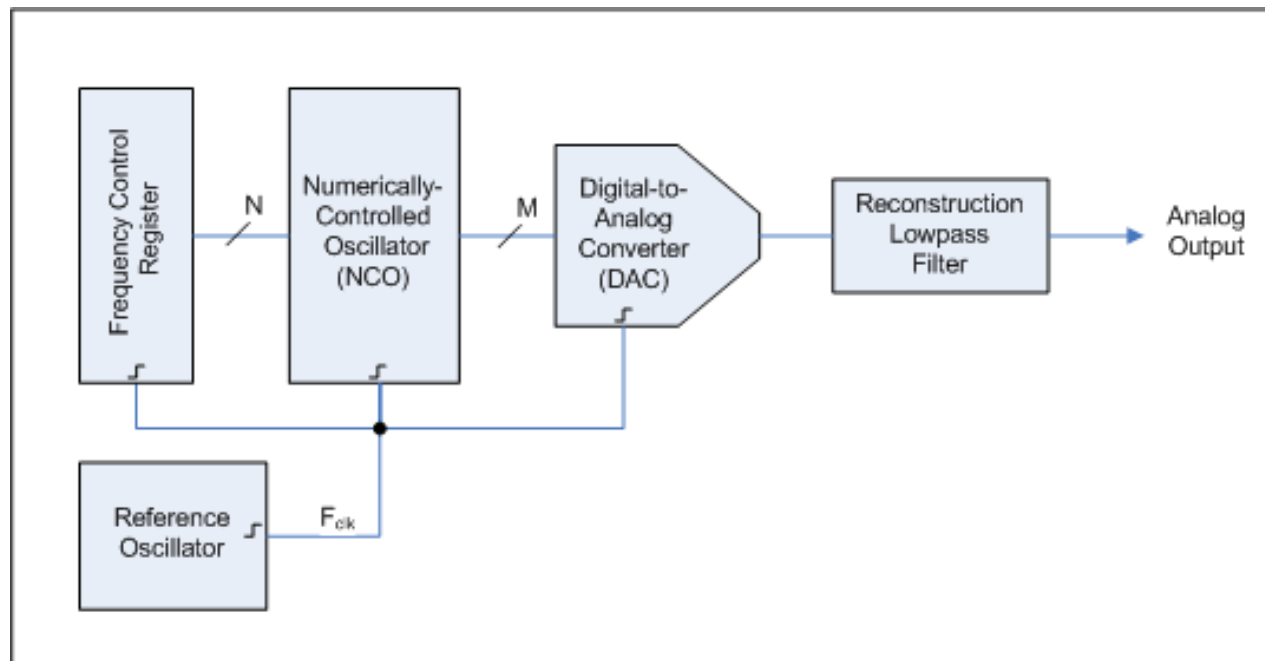 Frequency Control
Register
N
Numerically-
Controlled
Oscillator
(NCO)
M
Digital-to-
Analog
Converter
(DAC)
Reconstruction
Lowpass
Filter
Analog
Output
Reference
Oscillator
Fclk